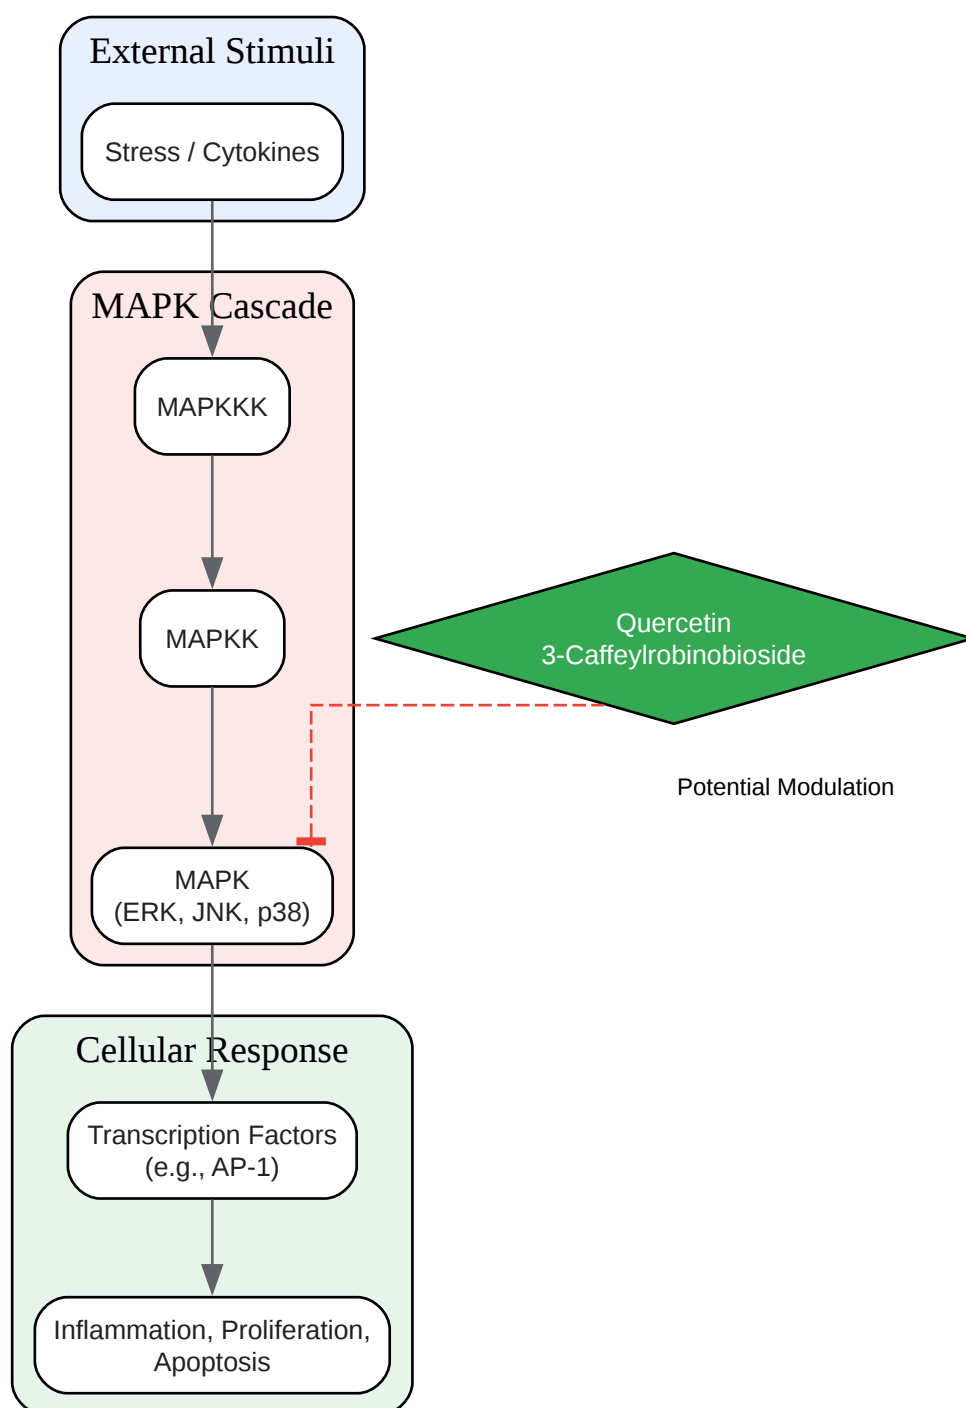 External Stimuli
Stress / Cytokines
MAPK Cascade
MAPKKK
MAPKK
Quercetin
3-Caffeylrobinobioside
Potential Modulation
MAPK
(ERK, JNK, p38)
Cellular Response
Transcription Factors
(e.g., AP-1)
Inflammation, Proliferation,
Apoptosis